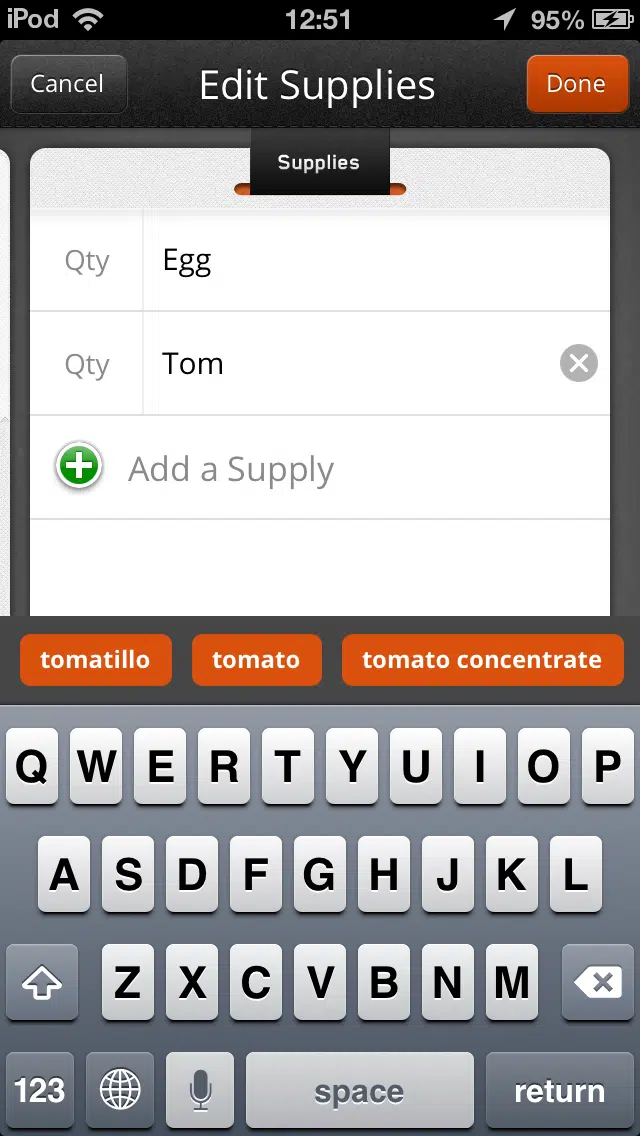 iPod 12:51 95%
Cancel Edit Supplies Done
Supplies
Qty Egg
Qty Tom
Add a Supply
tomatillo tomato tomato concentrate
Q W E R T Y U I O P
A S D F G H J K L
Z X C V B N M
123 space return